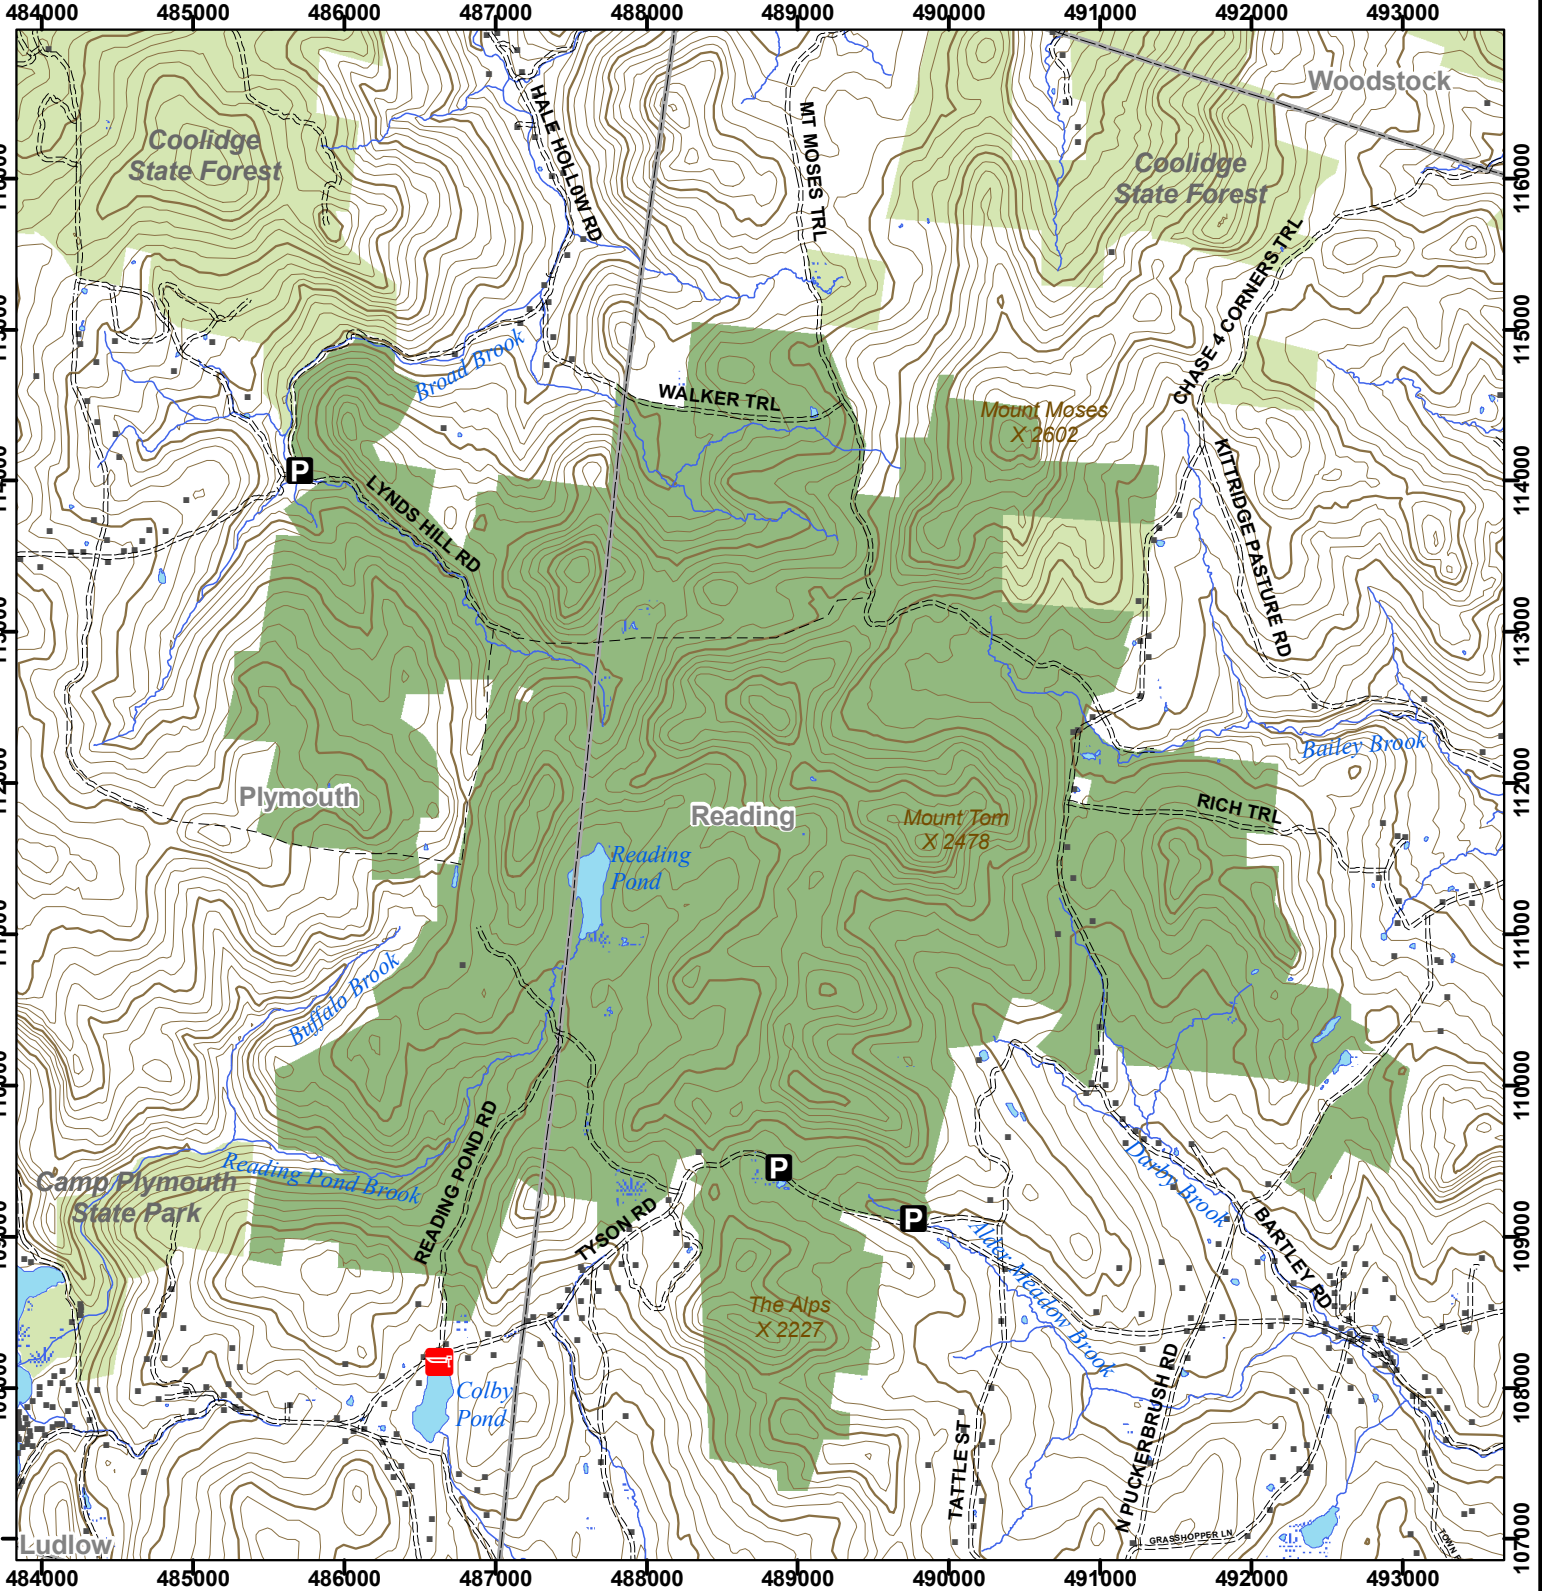 484000 485000 486000 487000 488000 489000 490000 491000 492000 493000
Woodstock
Coolidge
State Forest
HALE HOLLOW RD
MT MOSES TRL
Coolidge
State Forest
116000
CHASE 4 CORNERS TRL
115000
Broad Brook
WALKER TRL
Mount Moses
X 2602
P
LYNDS HILL RD
KITTRIDGE PASTURE RD
114000
113000
Bailey Brook
112000
Plymouth
Reading
Mount Tom
X 2478
RICH TRL
Reading
Pond
111000
Buffalo Brook
110000
READING POND RD
Camp Plymouth
State Park
Reading Pond Brook
P
P
Darby Brook
TYSON RD
Alder Meadow Brook
BARTLEY RD
109000
The Alps
X 2227
Colby
Pond
108000
TATTLE ST
N PUCKERBRUSH RD
GRASSHOPPER LN
107000
Ludlow
484000 485000 486000 487000 488000 489000 490000 491000 492000 493000